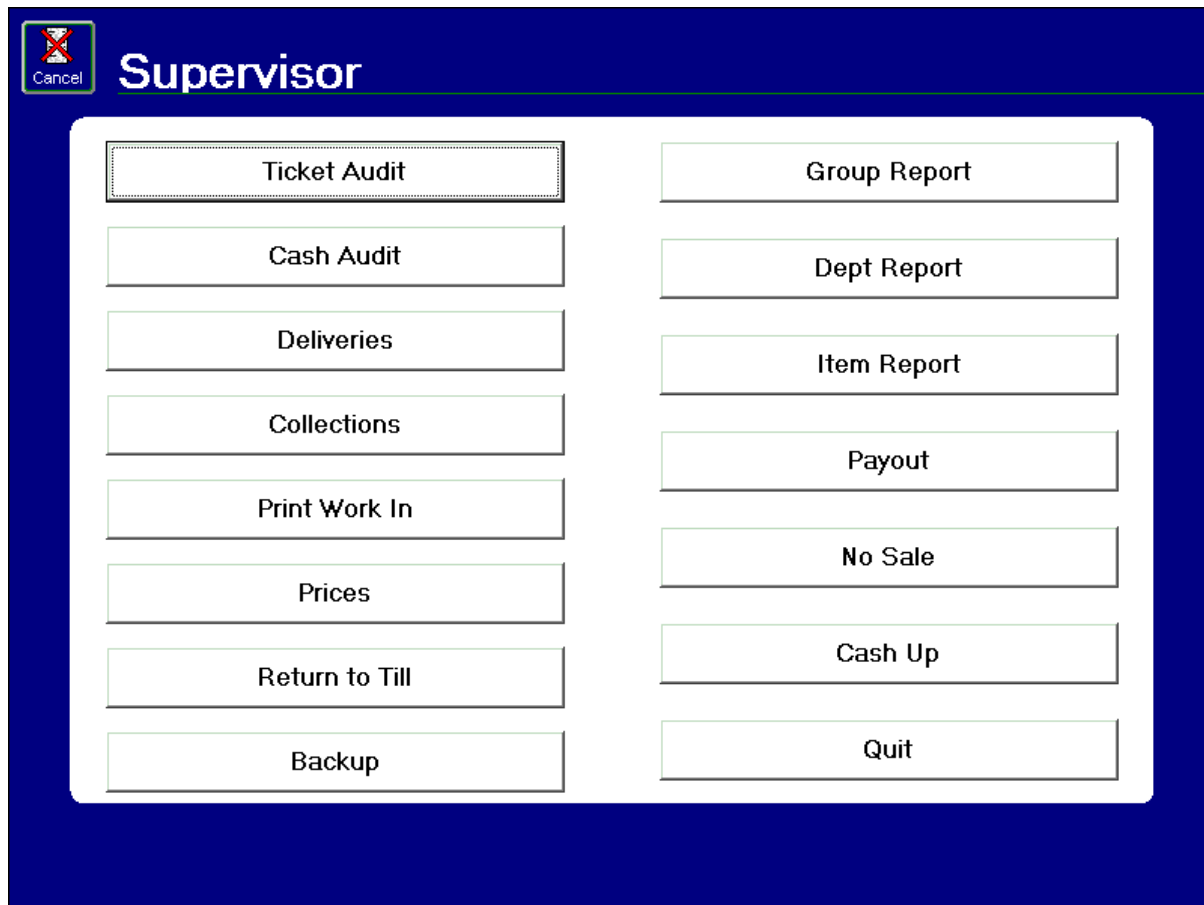 Cancel
Supervisor
Ticket Audit
Cash Audit
Deliveries
Collections
Print Work In
Prices
Return to Till
Backup
Group Report
Dept Report
Item Report
Payout
No Sale
Cash Up
Quit